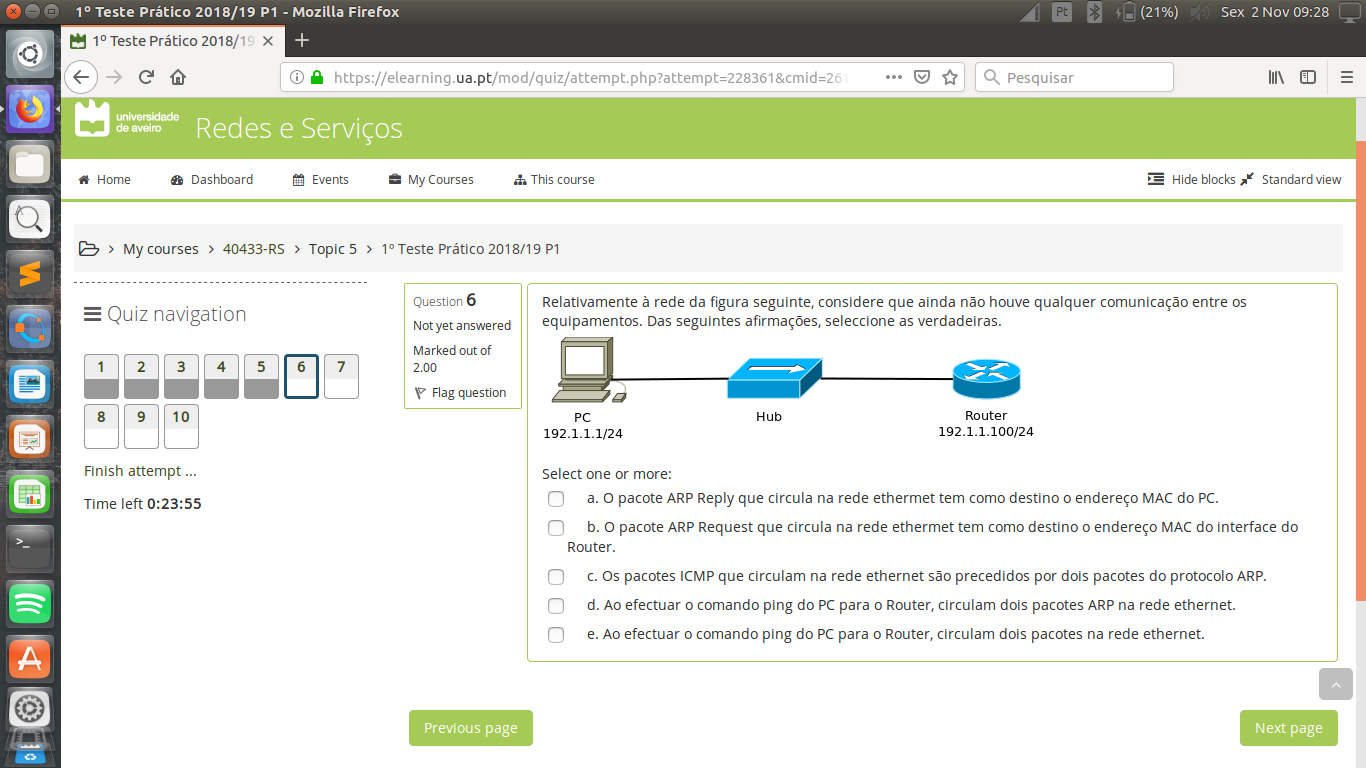 1º Teste Prático 2018/19 P1 - Mozilla Firefox
Pt
(21%)
Sex 2 Nov 09:28
1º Teste Prático 2018/19
https://elearning.ua.pt/mod/quiz/attempt.php?attempt=228361&cmid=261
Pesquisar
universidade
de aveiro
Redes e Serviços
Home
Dashboard
Events
My Courses
This course
Hide blocks
Standard view
My courses > 40433-RS > Topic 5 > 1º Teste Prático 2018/19 P1
Quiz navigation
1 2 3 4 5 6 7
8 9 10
Finish attempt ...
Time left 0:23:55
Question 6
Not yet answered
Marked out of
2.00
Flag question
Relativamente à rede da figura seguinte, considere que ainda não houve qualquer comunicação entre os
equipamentos. Das seguintes afirmações, seleccione as verdadeiras.
PC
192.1.1.1/24
Hub
Router
192.1.1.100/24
Select one or more:
a. O pacote ARP Reply que circula na rede ethermet tem como destino o endereço MAC do PC.
b. O pacote ARP Request que circula na rede ethermet tem como destino o endereço MAC do interface do
Router.
c. Os pacotes ICMP que circulam na rede ethernet são precedidos por dois pacotes do protocolo ARP.
d. Ao efectuar o comando ping do PC para o Router, circulam dois pacotes ARP na rede ethernet.
e. Ao efectuar o comando ping do PC para o Router, circulam dois pacotes na rede ethernet.
Previous page
Next page